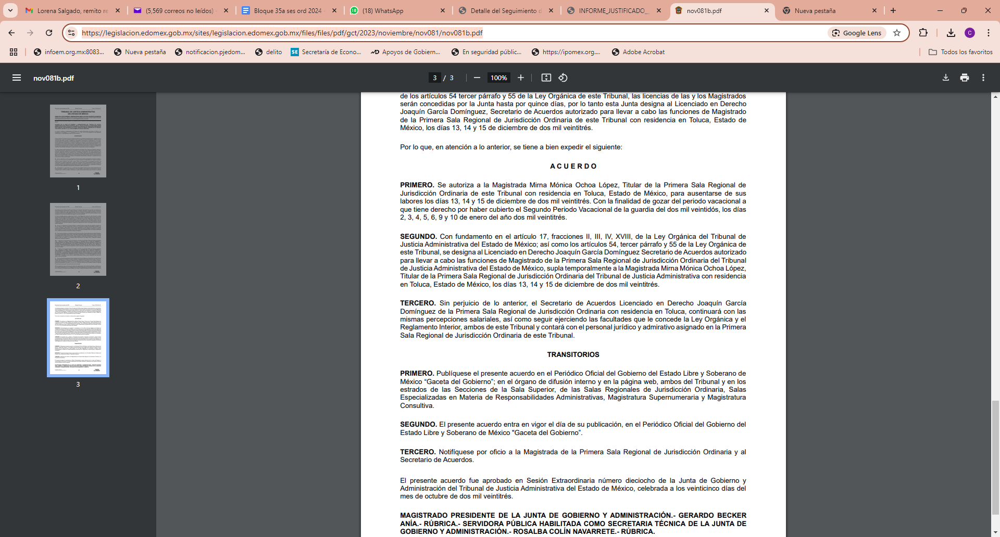 Lorena Salgado, remito re
(5,569 correos no leídos)
Bloque 35a ses ord 2024
(18) WhatsApp
Detalle del Seguimiento d
INFORME_JUSTIFICADO_
nov081b.pdf
Nueva pestaña
https://legislacion.edomex.gob.mx/sites/legislacion.edomex.gob.mx/files/files/pdf/gct/2023/noviembre/nov081/nov081b.pdf
Google Lens
C
infoem.org.mx:8083...
Nueva pestaña
notificacion.pjedom...
delito
SE Secretaría de Econo...
Apoyos de Gobiern...
En seguridad públic...
https://ipomex.org....
Adobe Acrobat
Todos los favoritos
nov081b.pdf
3 / 3
100%
1
2
3
de los artículos 54 tercer párrafo y 55 de la Ley Orgánica de este Tribunal, las licencias de las y los Magistrados
serán concedidas por la Junta hasta por quince días, por lo tanto esta Junta designa al Licenciado en Derecho
Joaquín García Domínguez, Secretario de Acuerdos autorizado para llevar a cabo las funciones de Magistrado
de la Primera Sala Regional de Jurisdicción Ordinaria de este Tribunal con residencia en Toluca, Estado de
México, los días 13, 14 y 15 de diciembre de dos mil veintitrés.
Por lo que, en atención a lo anterior, se tiene a bien expedir el siguiente:
A C U E R D O
PRIMERO. Se autoriza a la Magistrada Mirna Mónica Ochoa López, Titular de la Primera Sala Regional de
Jurisdicción Ordinaria de este Tribunal con residencia en Toluca, Estado de México, para ausentarse de sus
labores los días 13, 14 y 15 de diciembre de dos mil veintitrés. Con la finalidad de gozar del periodo vacacional a
que tiene derecho por haber cubierto el Segundo Periodo Vacacional de la guardia del dos mil veintidós, los días
2, 3, 4, 5, 6, 9 y 10 de enero del año dos mil veintitrés.
SEGUNDO. Con fundamento en el artículo 17, fracciones II, III, IV, XVIII, de la Ley Orgánica del Tribunal de
Justicia Administrativa del Estado de México; así como los artículos 54, tercer párrafo y 55 de la Ley Orgánica de
este Tribunal, se designa al Licenciado en Derecho Joaquín García Domínguez Secretario de Acuerdos autorizado
para llevar a cabo las funciones de Magistrado de la Primera Sala Regional de Jurisdicción Ordinaria del Tribunal
de Justicia Administrativa del Estado de México, supla temporalmente a la Magistrada Mirna Mónica Ochoa López,
Titular de la Primera Sala Regional de Jurisdicción Ordinaria del Tribunal de Justicia Administrativa con residencia
en Toluca, Estado de México, los días 13, 14 y 15 de diciembre de dos mil veintitrés.
TERCERO. Sin perjuicio de lo anterior, el Secretario de Acuerdos Licenciado en Derecho Joaquín García
Domínguez de la Primera Sala Regional de Jurisdicción Ordinaria con residencia en Toluca, continuará con las
mismas percepciones salariales, así como seguir ejerciendo las facultades que le concede la Ley Orgánica y el
Reglamento Interior, ambos de este Tribunal y contará con el personal jurídico y admirativo asignado en la Primera
Sala Regional de Jurisdicción Ordinaria de este Tribunal.
TRANSITORIOS
PRIMERO. Publíquese el presente acuerdo en el Periódico Oficial del Gobierno del Estado Libre y Soberano de
México “Gaceta del Gobierno”; en el órgano de difusión interno y en la página web, ambos del Tribunal y en los
estrados de las Secciones de la Sala Superior, de las Salas Regionales de Jurisdicción Ordinaria, Salas
Especializadas en Materia de Responsabilidades Administrativas, Magistratura Supernumeraria y Magistratura
Consultiva.
SEGUNDO. El presente acuerdo entra en vigor el día de su publicación, en el Periódico Oficial del Gobierno del
Estado Libre y Soberano de México "Gaceta del Gobierno”.
TERCERO. Notifíquese por oficio a la Magistrada de la Primera Sala Regional de Jurisdicción Ordinaria y al
Secretario de Acuerdos.
El presente acuerdo fue aprobado en Sesión Extraordinaria número dieciocho de la Junta de Gobierno y
Administración del Tribunal de Justicia Administrativa del Estado de México, celebrada a los veinticinco días del
mes de octubre de dos mil veintitrés.
MAGISTRADO PRESIDENTE DE LA JUNTA DE GOBIERNO Y ADMINISTRACIÓN.- GERARDO BECKER
ANÍA.- RÚBRICA.- SERVIDORA PÚBLICA HABILITADA COMO SECRETARIA TÉCNICA DE LA JUNTA DE
GOBIERNO Y ADMINISTRACIÓN.- ROSALBA COLÍN NAVARRETE.- RÚBRICA.